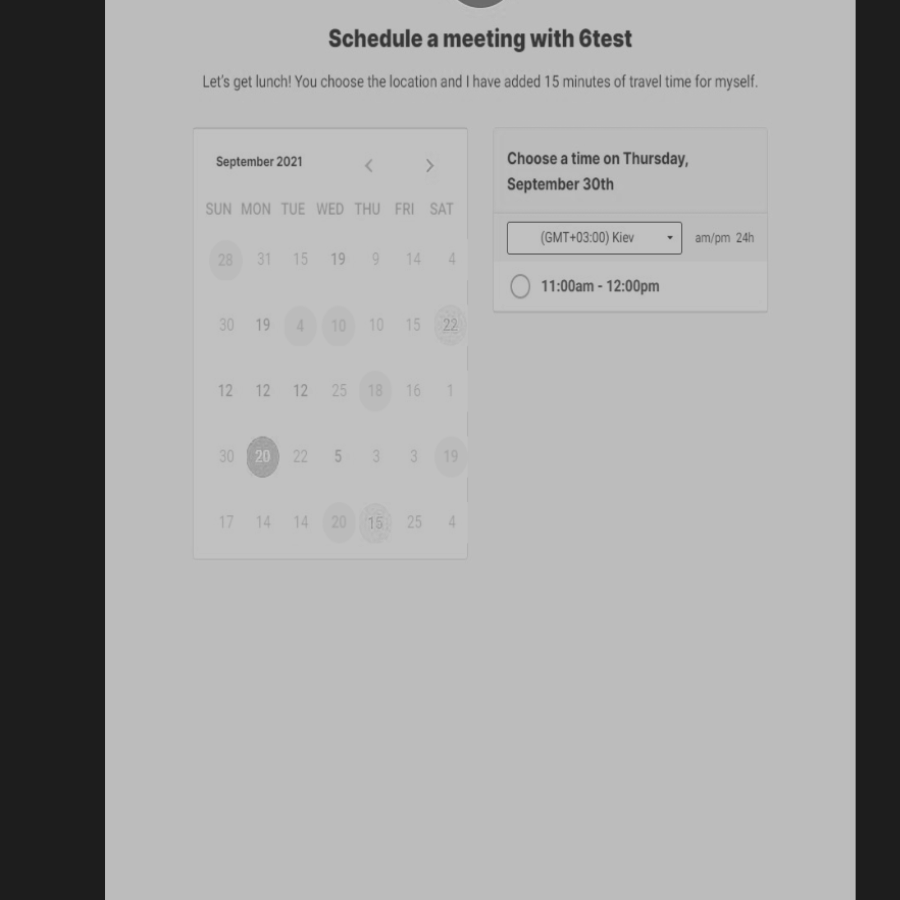 Schedule a meeting with 6test
Let's get lunch! You choose the location and I have added 15 minutes of travel time for myself.
September 2021
SUN MON TUE WED THU FRI SAT
28 31 15 19 9 14 4
30 19 4 10 10 15 22
12 12 12 25 18 16 1
30 20 22 5 3 3 19
17 14 14 20 15 25 4
Choose a time on Thursday,
September 30th
(GMT+03:00) Kiev am/pm 24h
11:00am - 12:00pm